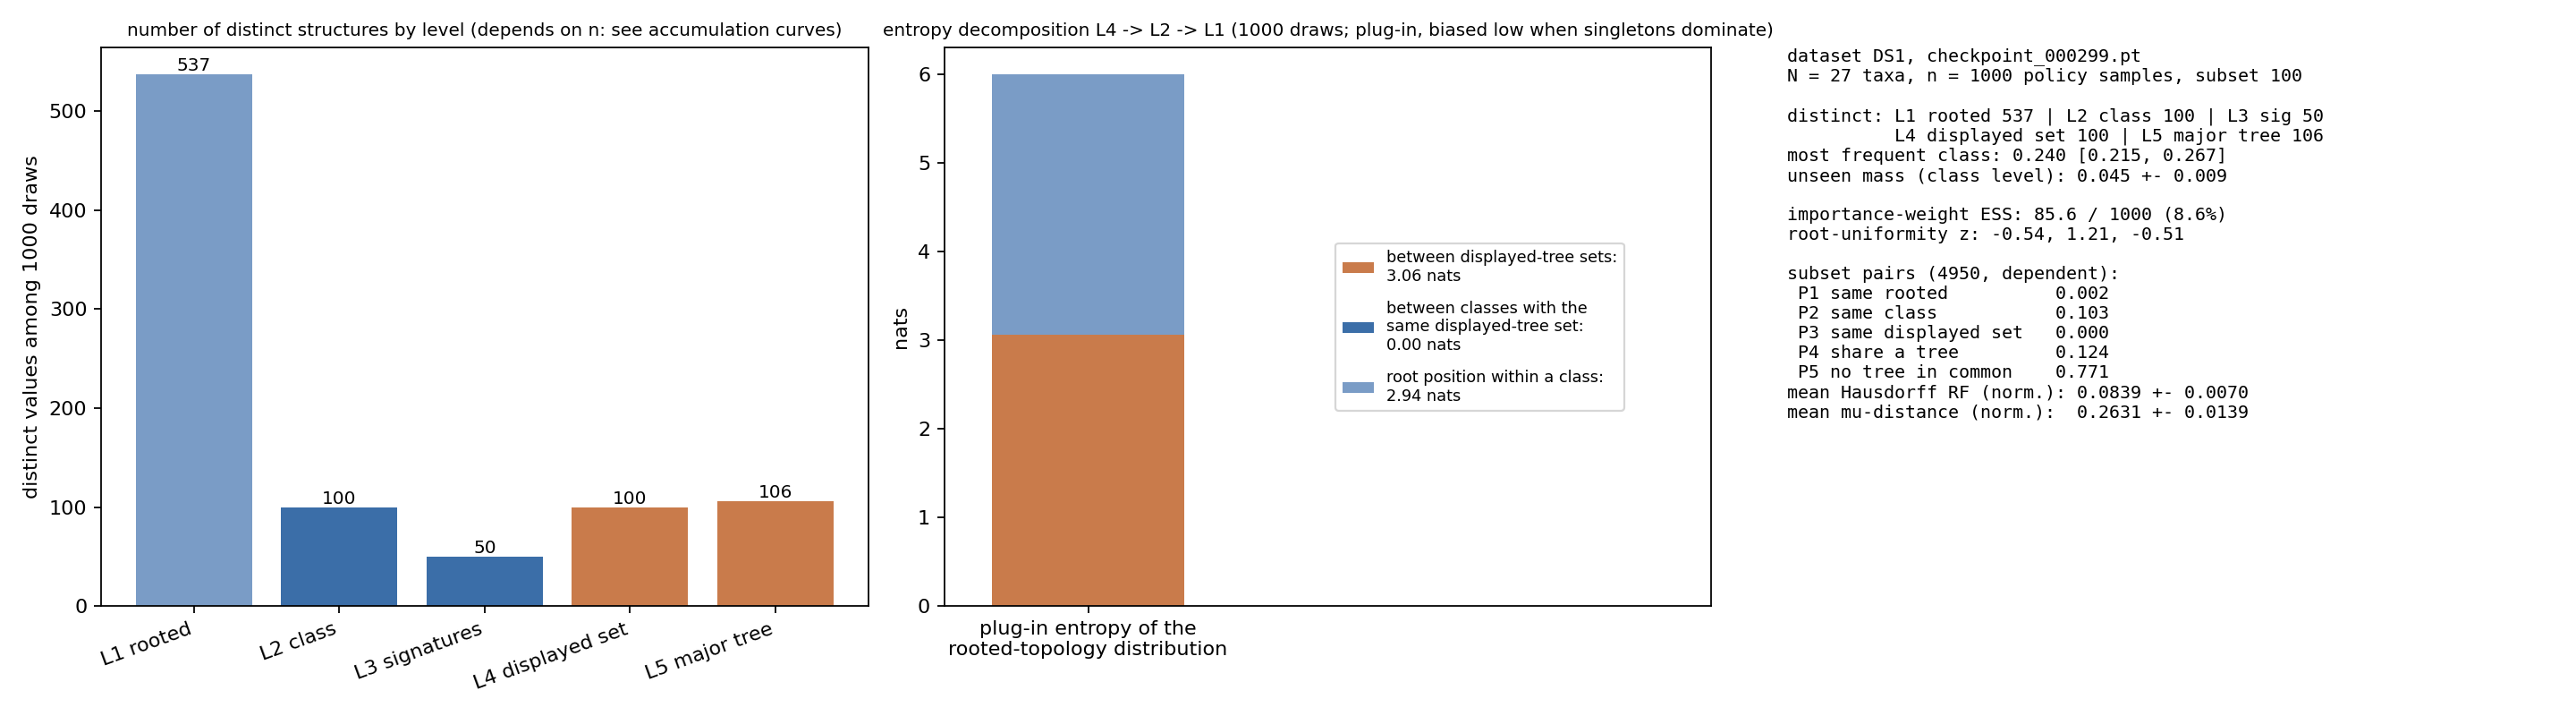 number of distinct structures by level (depends on n: see accumulation curves)
distinct values among 1000 draws
500
400
300
200
100
0
537
100
50
100
106
L1 rooted
L2 class
L3 signatures
L4 displayed set
L5 major tree
entropy decomposition L4 -> L2 -> L1 (1000 draws; plug-in, biased low when singletons dominate)
nats
6
5
4
3
2
1
0
plug-in entropy of the
rooted-topology distribution
between displayed-tree sets:
3.06 nats
between classes with the
same displayed-tree set:
0.00 nats
root position within a class:
2.94 nats
dataset DS1, checkpoint_000299.pt
N = 27 taxa, n = 1000 policy samples, subset 100
distinct: L1 rooted 537 | L2 class 100 | L3 sig 50
L4 displayed set 100 | L5 major tree 106
most frequent class: 0.240 [0.215, 0.267]
unseen mass (class level): 0.045 +- 0.009
importance-weight ESS: 85.6 / 1000 (8.6%)
root-uniformity z: -0.54, 1.21, -0.51
subset pairs (4950, dependent):
P1 same rooted 0.002
P2 same class 0.103
P3 same displayed set 0.000
P4 share a tree 0.124
P5 no tree in common 0.771
mean Hausdorff RF (norm.): 0.0839 +- 0.0070
mean mu-distance (norm.): 0.2631 +- 0.0139